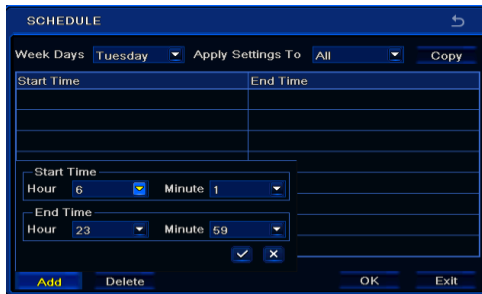 SCHEDULE
Week Days Tuesday Apply Settings To All Copy
Start Time End Time
Start Time
Hour 6 Minute 1
End Time
Hour 23 Minute 59
Add Delete OK Exit